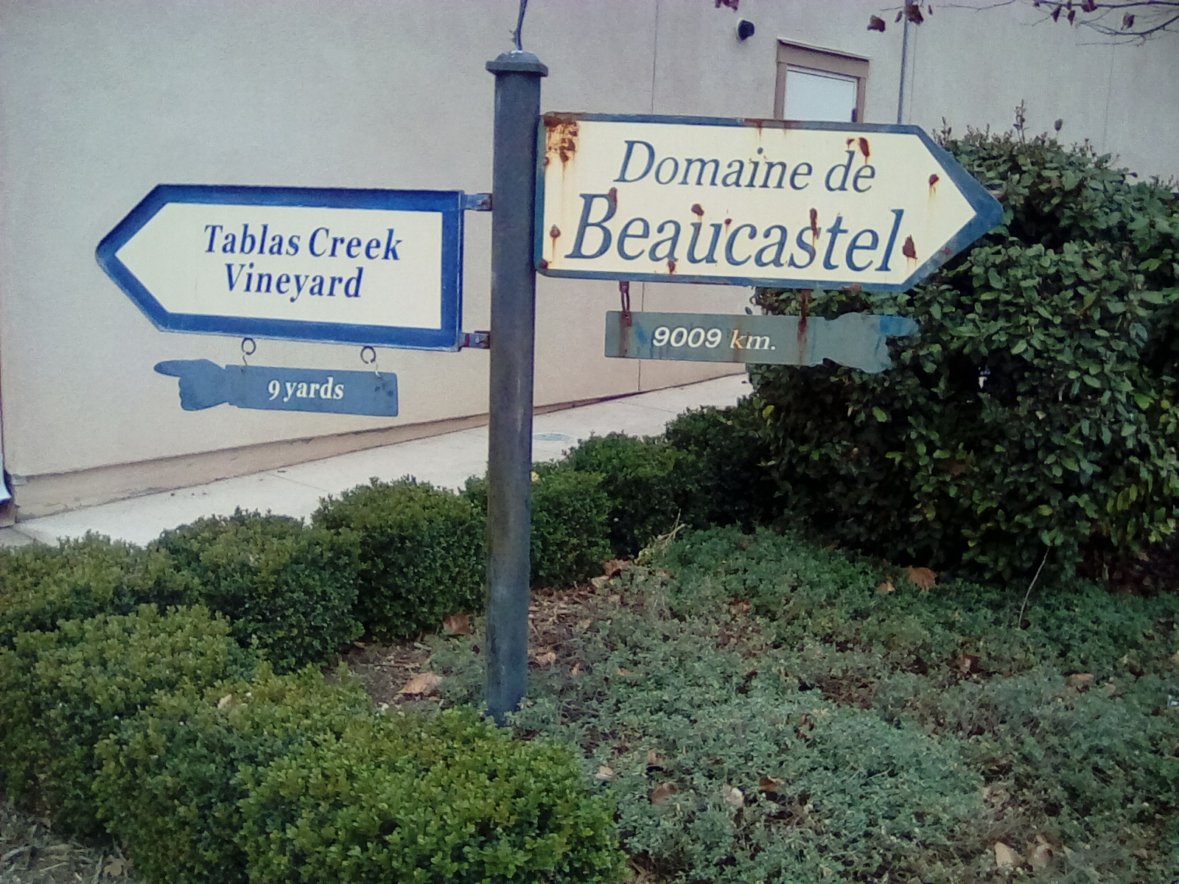 Tablas Creek
Vineyard
9 yards
Domaine de
Beaucastel
9009 km.